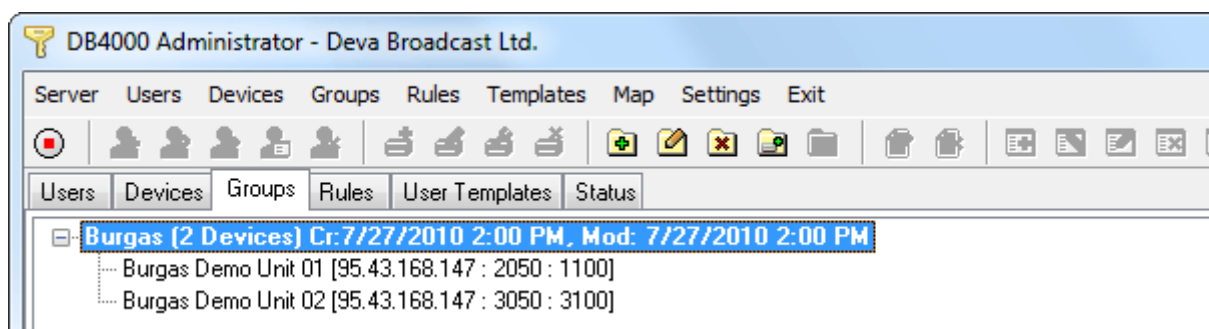 DB4000 Administrator - Deva Broadcast Ltd.
Server Users Devices Groups Rules Templates Map Settings Exit
Users Devices Groups Rules User Templates Status
Burgas (2 Devices) Cr:7/27/2010 2:00 PM, Mod: 7/27/2010 2:00 PM
Burgas Demo Unit 01 [95.43.168.147 : 2050 : 1100]
Burgas Demo Unit 02 [95.43.168.147 : 3050 : 3100]